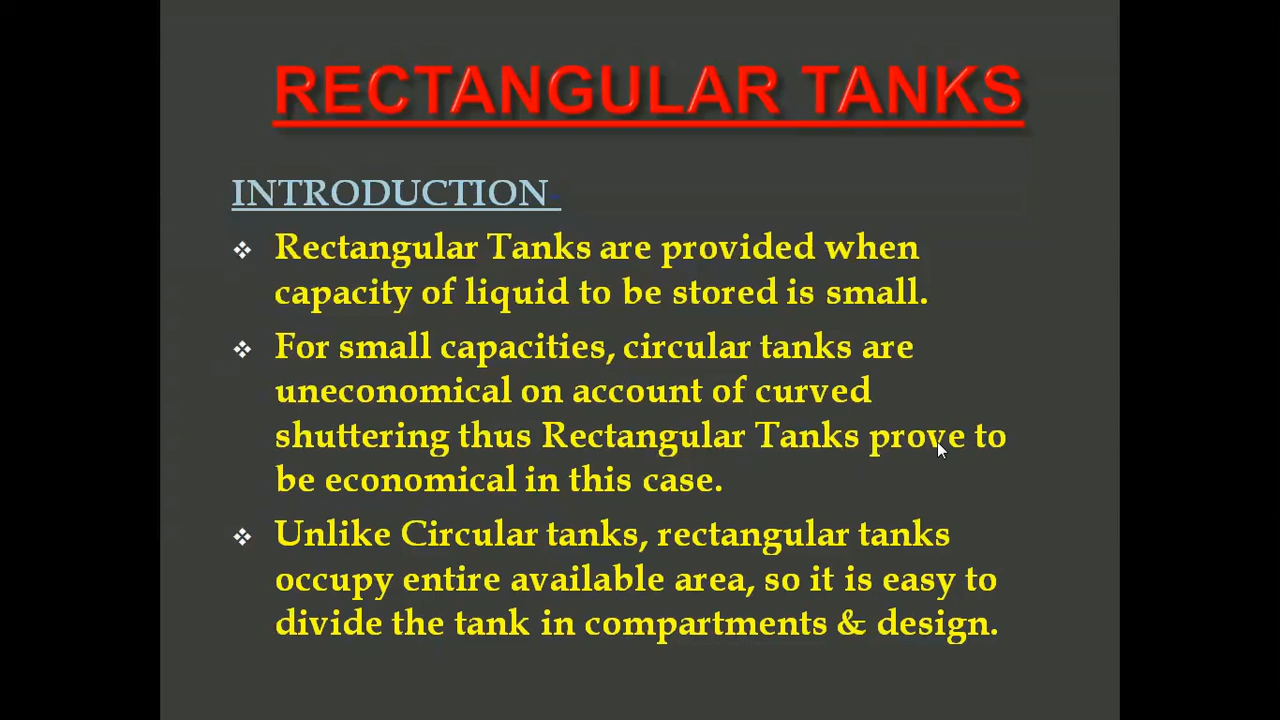 RECTANGULAR TANKS
INTRODUCTION
❖ Rectangular Tanks are provided when
capacity of liquid to be stored is small.
❖ For small capacities, circular tanks are
uneconomical on account of curved
shuttering thus Rectangular Tanks prove to
be economical in this case.
❖ Unlike Circular tanks, rectangular tanks
occupy entire available area, so it is easy to
divide the tank in compartments & design.